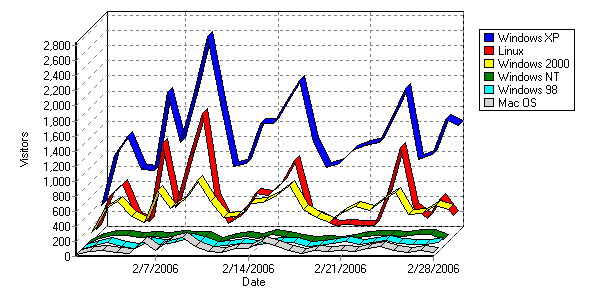 2,800
2,600
2,400
2,200
2,000
1,800
1,600
1,400
1,200
1,000
800
600
400
200
0
Visitors
2/7/2006 2/14/2006 2/21/2006 2/28/2006
Date
Windows XP
Linux
Windows 2000
Windows NT
Windows 98
Mac OS